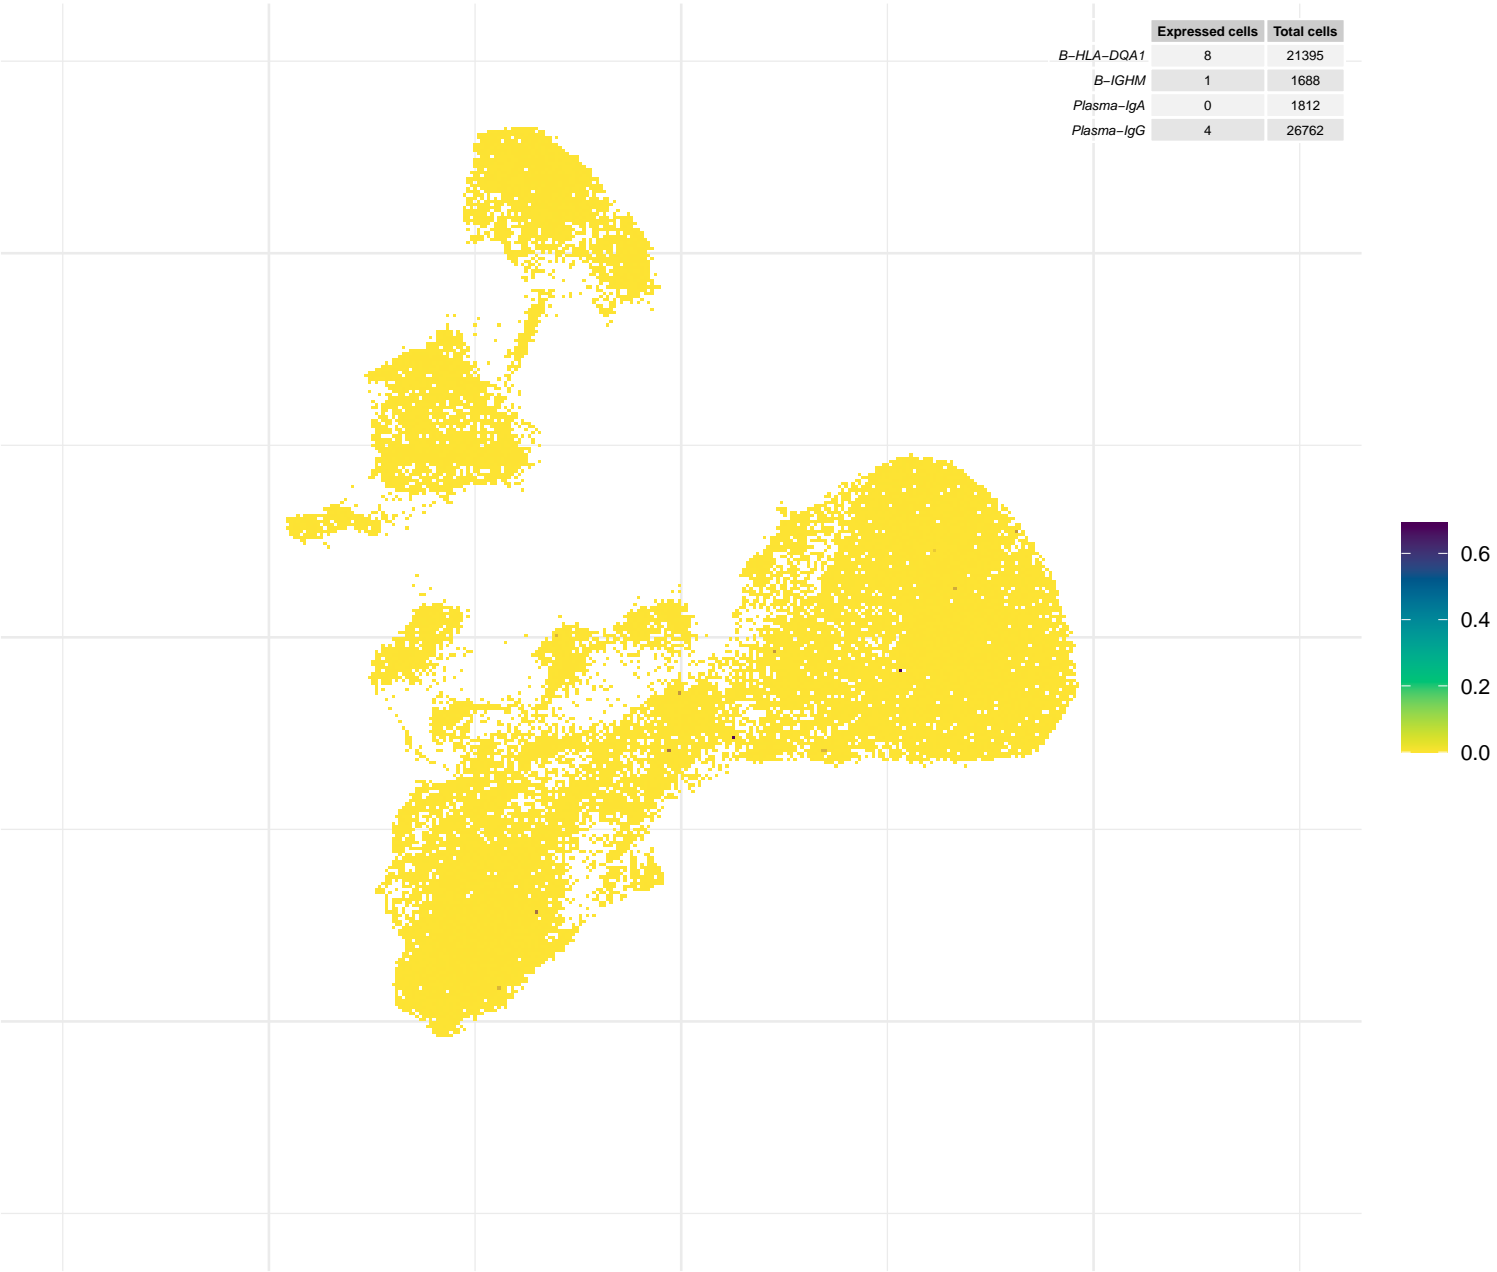 Expressed cells Total cells
B−HLA−DQA1 8 21395
B−IGHM 1 1688
Plasma−IgA 0 1812
Plasma−IgG 4 26762
0.6
0.4
0.2
0.0